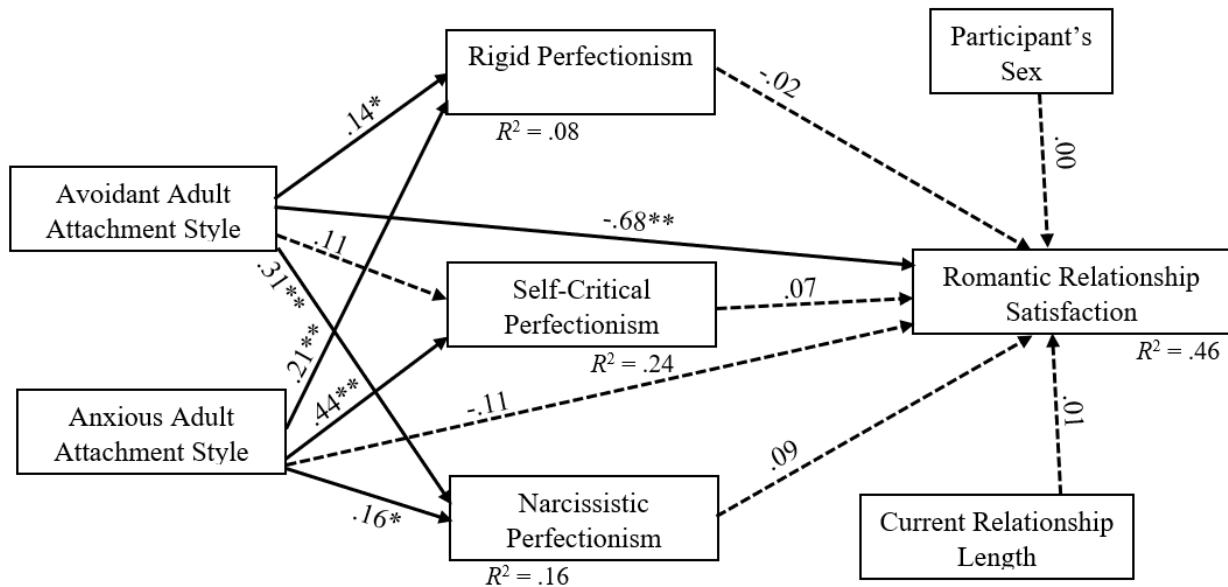 Rigid Perfectionism
R² = .08
Participant's
Sex
-.02
.00
.14*
Avoidant Adult
Attachment Style
-.68**
.11
.31**
.21**
Self-Critical
Perfectionism
R² = .24
.07
Romantic Relationship
Satisfaction
R² = .46
Anxious Adult
Attachment Style
.44**
-.11
.16*
.09
.01
Narcissistic
Perfectionism
R² = .16
Current Relationship
Length